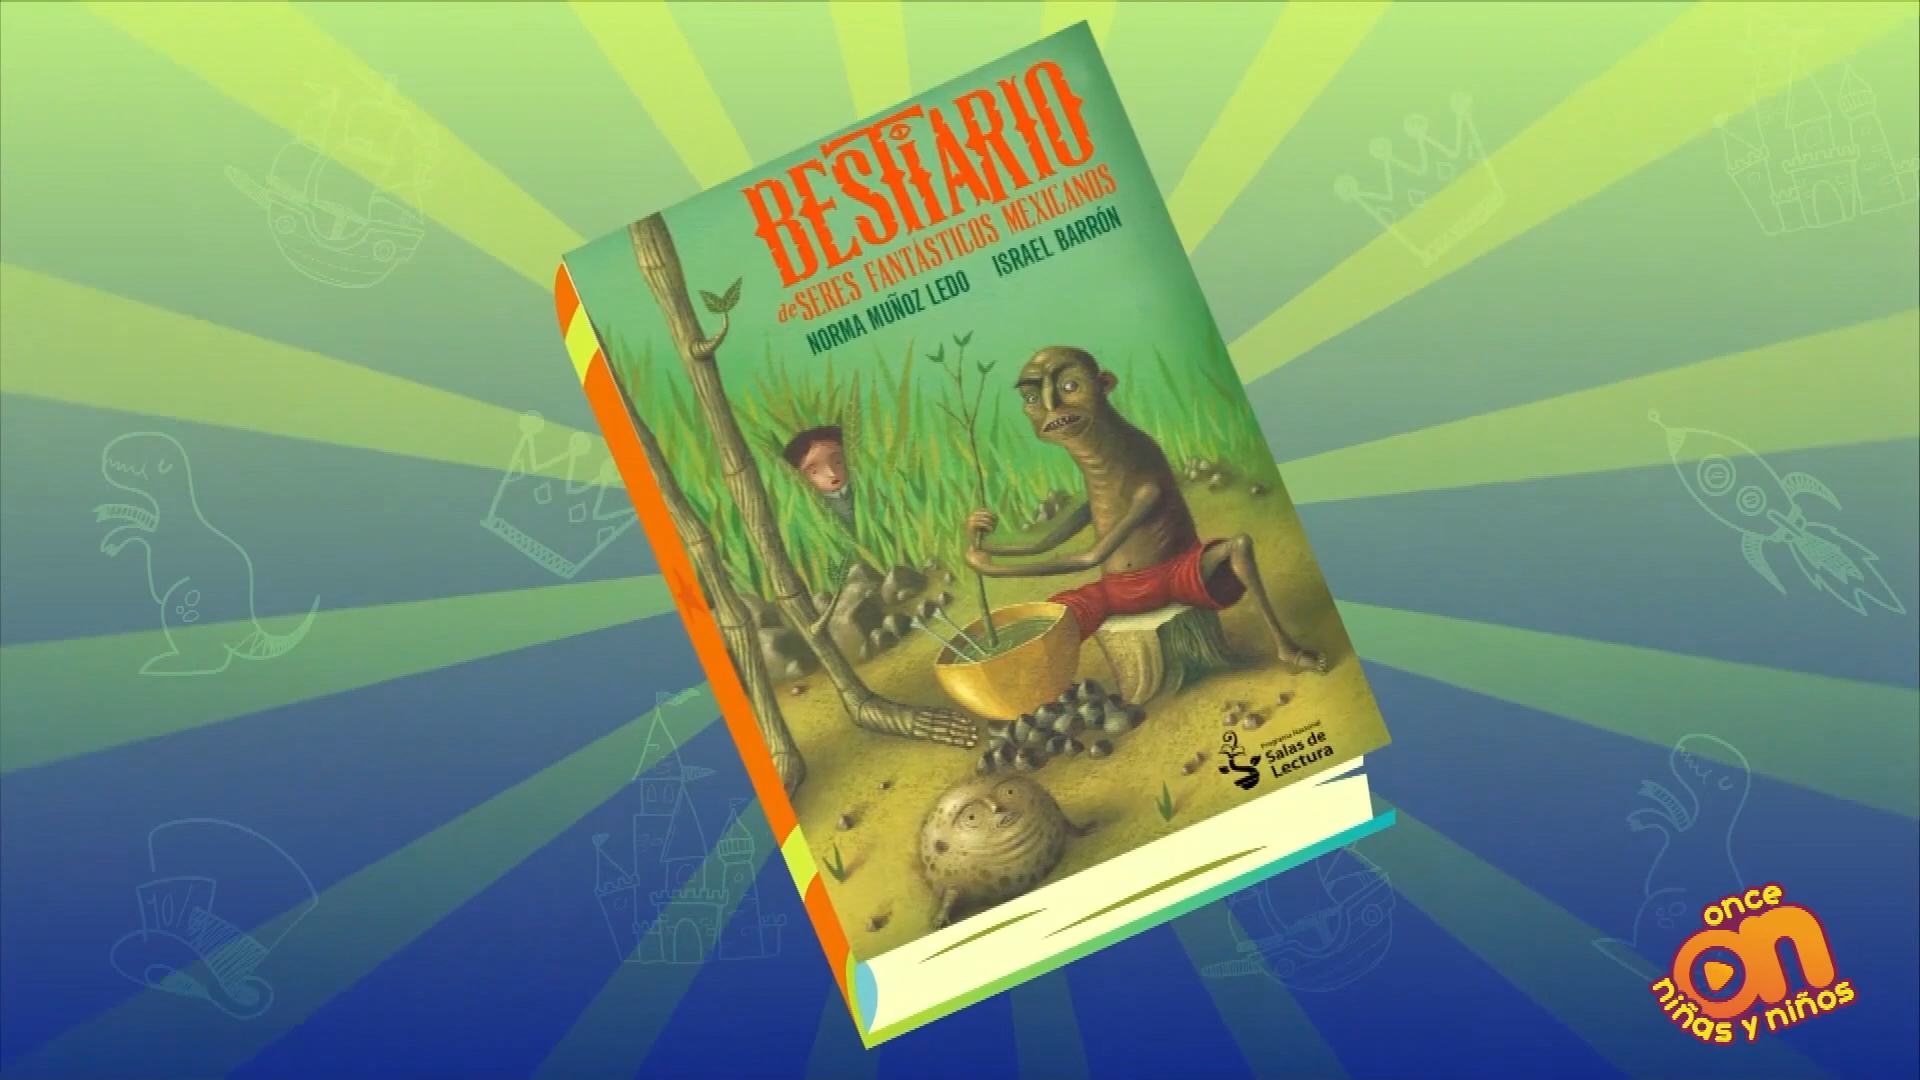 BESTIARIO
de SERES FANTÁSTICOS MEXICANOS
NORMA MUÑOZ LEDO ISRAEL BARRÓN
Programa Nacional
Salas de
Lectura
10/
once
on
niñas y niños